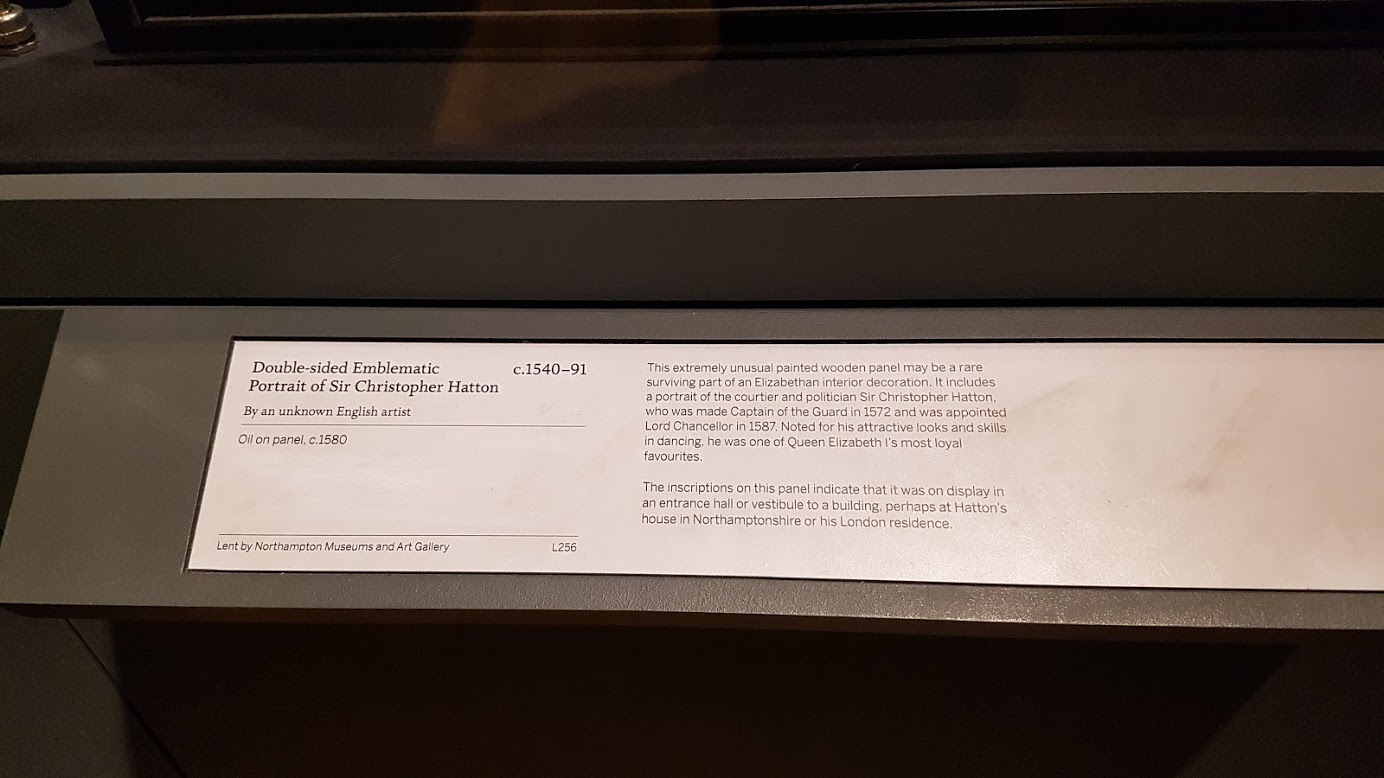 Double-sided Emblematic c.1540–91
Portrait of Sir Christopher Hatton
By an unknown English artist
Oil on panel, c.1580
Lent by Northampton Museums and Art Gallery L256
This extremely unusual painted wooden panel may be a rare
surviving part of an Elizabethan interior decoration. It includes
a portrait of the courtier and politician Sir Christopher Hatton,
who was made Captain of the Guard in 1572 and was appointed
Lord Chancellor in 1587. Noted for his attractive looks and skills
in dancing, he was one of Queen Elizabeth I's most loyal
favourites.
The inscriptions on this panel indicate that it was on display in
an entrance hall or vestibule to a building, perhaps at Hatton's
house in Northamptonshire or his London residence.